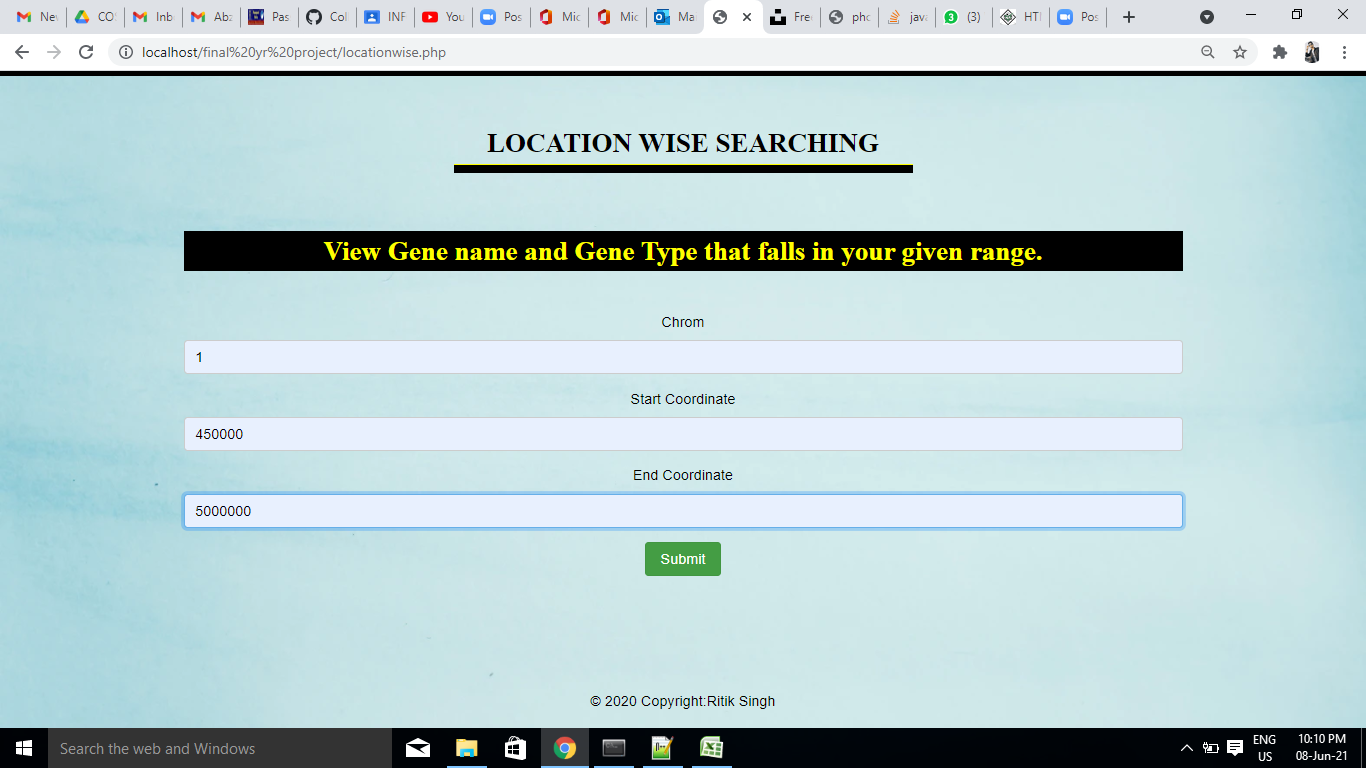 Ne
CO
Inb
Abz
Pas
Col
INF
You
Pos
Mic
Mic
Ma
Fre
pho
java
(3)
HTI
Pos
localhost/final%20yr%20project/locationwise.php
LOCATION WISE SEARCHING
View Gene name and Gene Type that falls in your given range.
Chrom
1
Start Coordinate
450000
End Coordinate
5000000
Submit
© 2020 Copyright:Ritik Singh
Search the web and Windows
ENG
US
10:10 PM
08-Jun-21